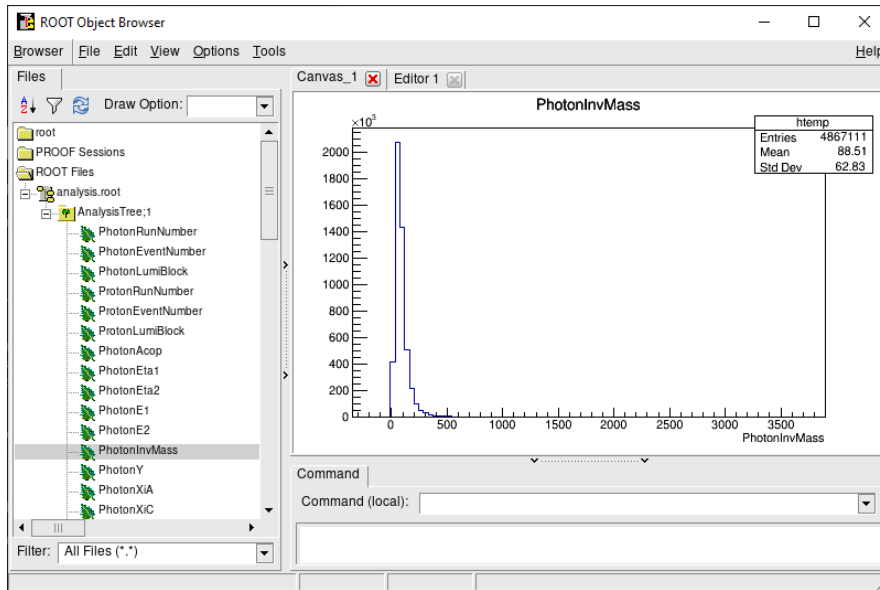 ROOT Object Browser
Browser File Edit View Options Tools Help
Files
Draw Option:
root
PROOF Sessions
ROOT Files
analysis.root
AnalysisTree;1
PhotonRunNumber
PhotonEventNumber
PhotonLumiBlock
ProtonRunNumber
ProtonEventNumber
ProtonLumiBlock
PhotonAcop
PhotonEta1
PhotonEta2
PhotonE1
PhotonE2
PhotonInvMass
PhotonY
PhotonXiA
PhotonXiC
Filter: All Files (*.*)
Canvas_1 Editor 1
PhotonInvMass
×10³
htemp
Entries 4867111
Mean 88.51
Std Dev 62.83
2000
1800
1600
1400
1200
1000
800
600
400
200
0
0 500 1000 1500 2000 2500 3000 3500
PhotonInvMass
Command
Command (local):